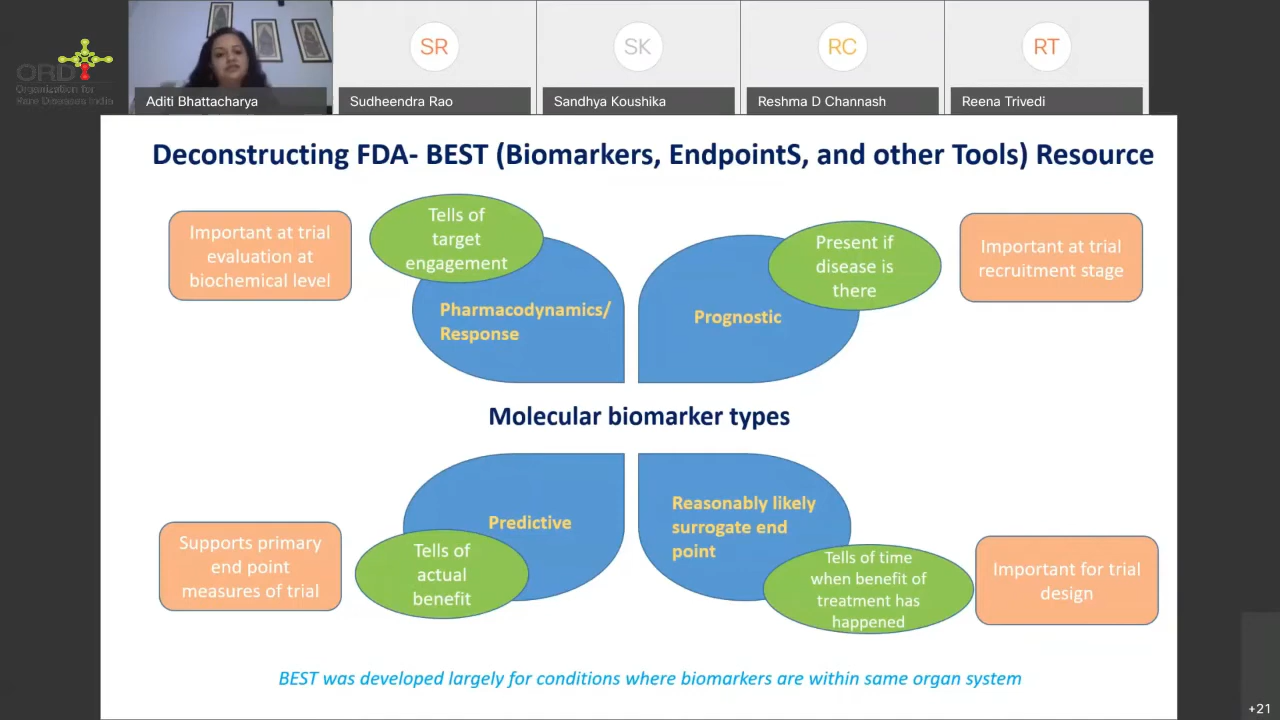 ORDI
Organization for
Rare Diseases India
SR
SK
RC
RT
Aditi Bhattacharya
Sudheendra Rao
Sandhya Koushika
Reshma D Channash
Reena Trivedi
Deconstructing FDA- BEST (Biomarkers, EndpointS, and other Tools) Resource
Important at trial
evaluation at
biochemical level
Tells of
target
engagement
Pharmacodynamics/
Response
Present if
disease is
there
Prognostic
Important at trial
recruitment stage
Molecular biomarker types
Supports primary
end point
measures of trial
Predictive
Tells of
actual
benefit
Reasonably likely
surrogate end
point
Tells of time
when benefit of
treatment has
happened
Important for trial
design
BEST was developed largely for conditions where biomarkers are within same organ system
+21